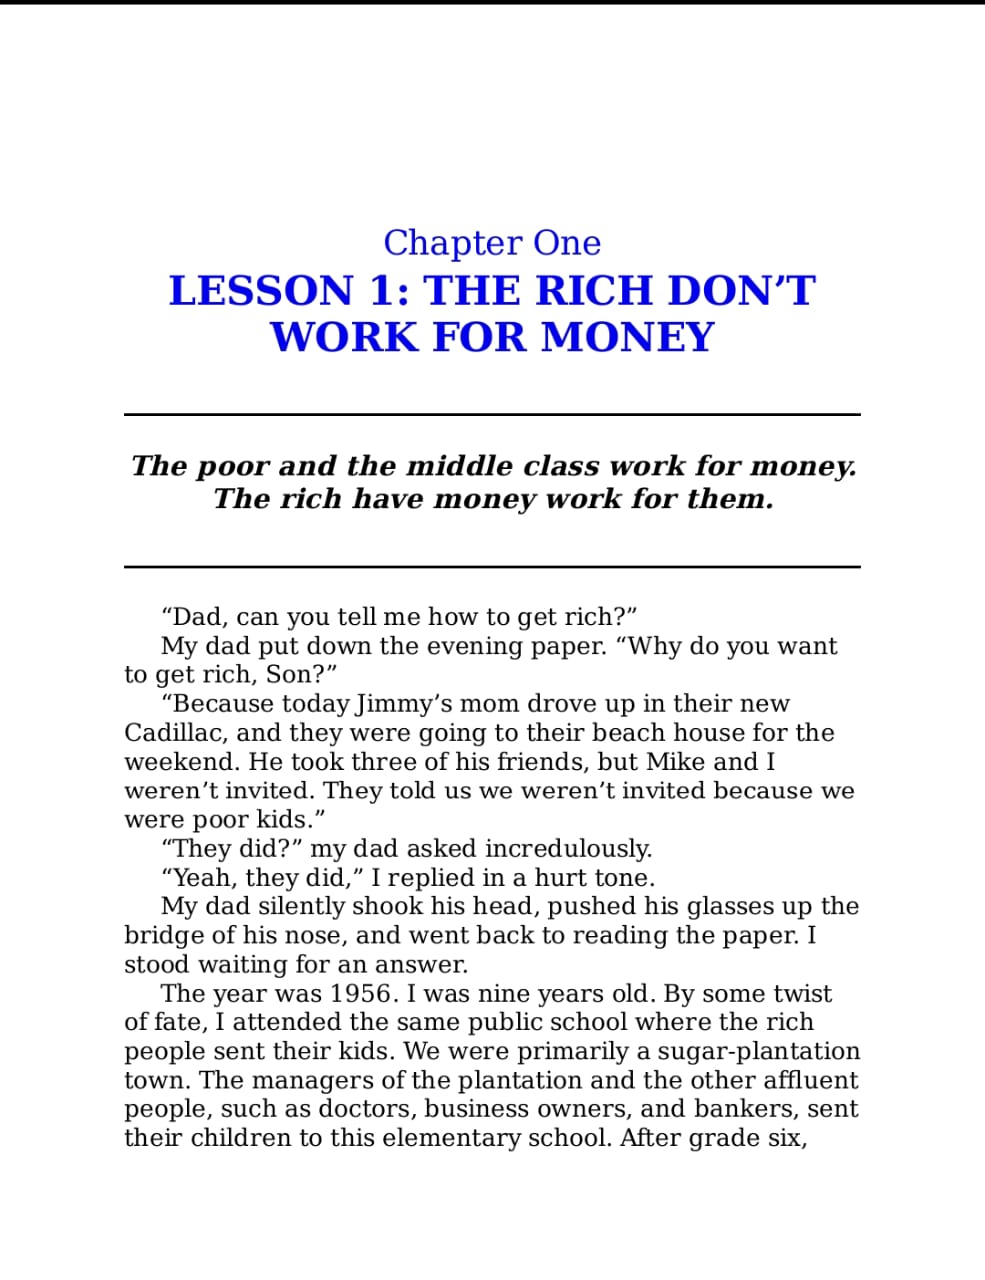 Chapter One
LESSON 1: THE RICH DON’T
WORK FOR MONEY
The poor and the middle class work for money.
The rich have money work for them.
“Dad, can you tell me how to get rich?”
My dad put down the evening paper. “Why do you want
to get rich, Son?”
“Because today Jimmy’s mom drove up in their new
Cadillac, and they were going to their beach house for the
weekend. He took three of his friends, but Mike and I
weren’t invited. They told us we weren’t invited because we
were poor kids.”
“They did?” my dad asked incredulously.
“Yeah, they did,” I replied in a hurt tone.
My dad silently shook his head, pushed his glasses up the
bridge of his nose, and went back to reading the paper. I
stood waiting for an answer.
The year was 1956. I was nine years old. By some twist
of fate, I attended the same public school where the rich
people sent their kids. We were primarily a sugar-plantation
town. The managers of the plantation and the other affluent
people, such as doctors, business owners, and bankers, sent
their children to this elementary school. After grade six,